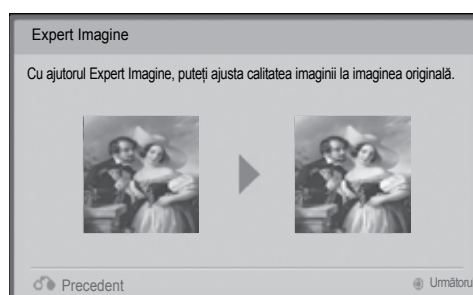 Expert Imagine
Cu ajutorul Expert Imagine, puteți ajusta calitatea imaginii la imaginea originală.
Precedent
Următoru